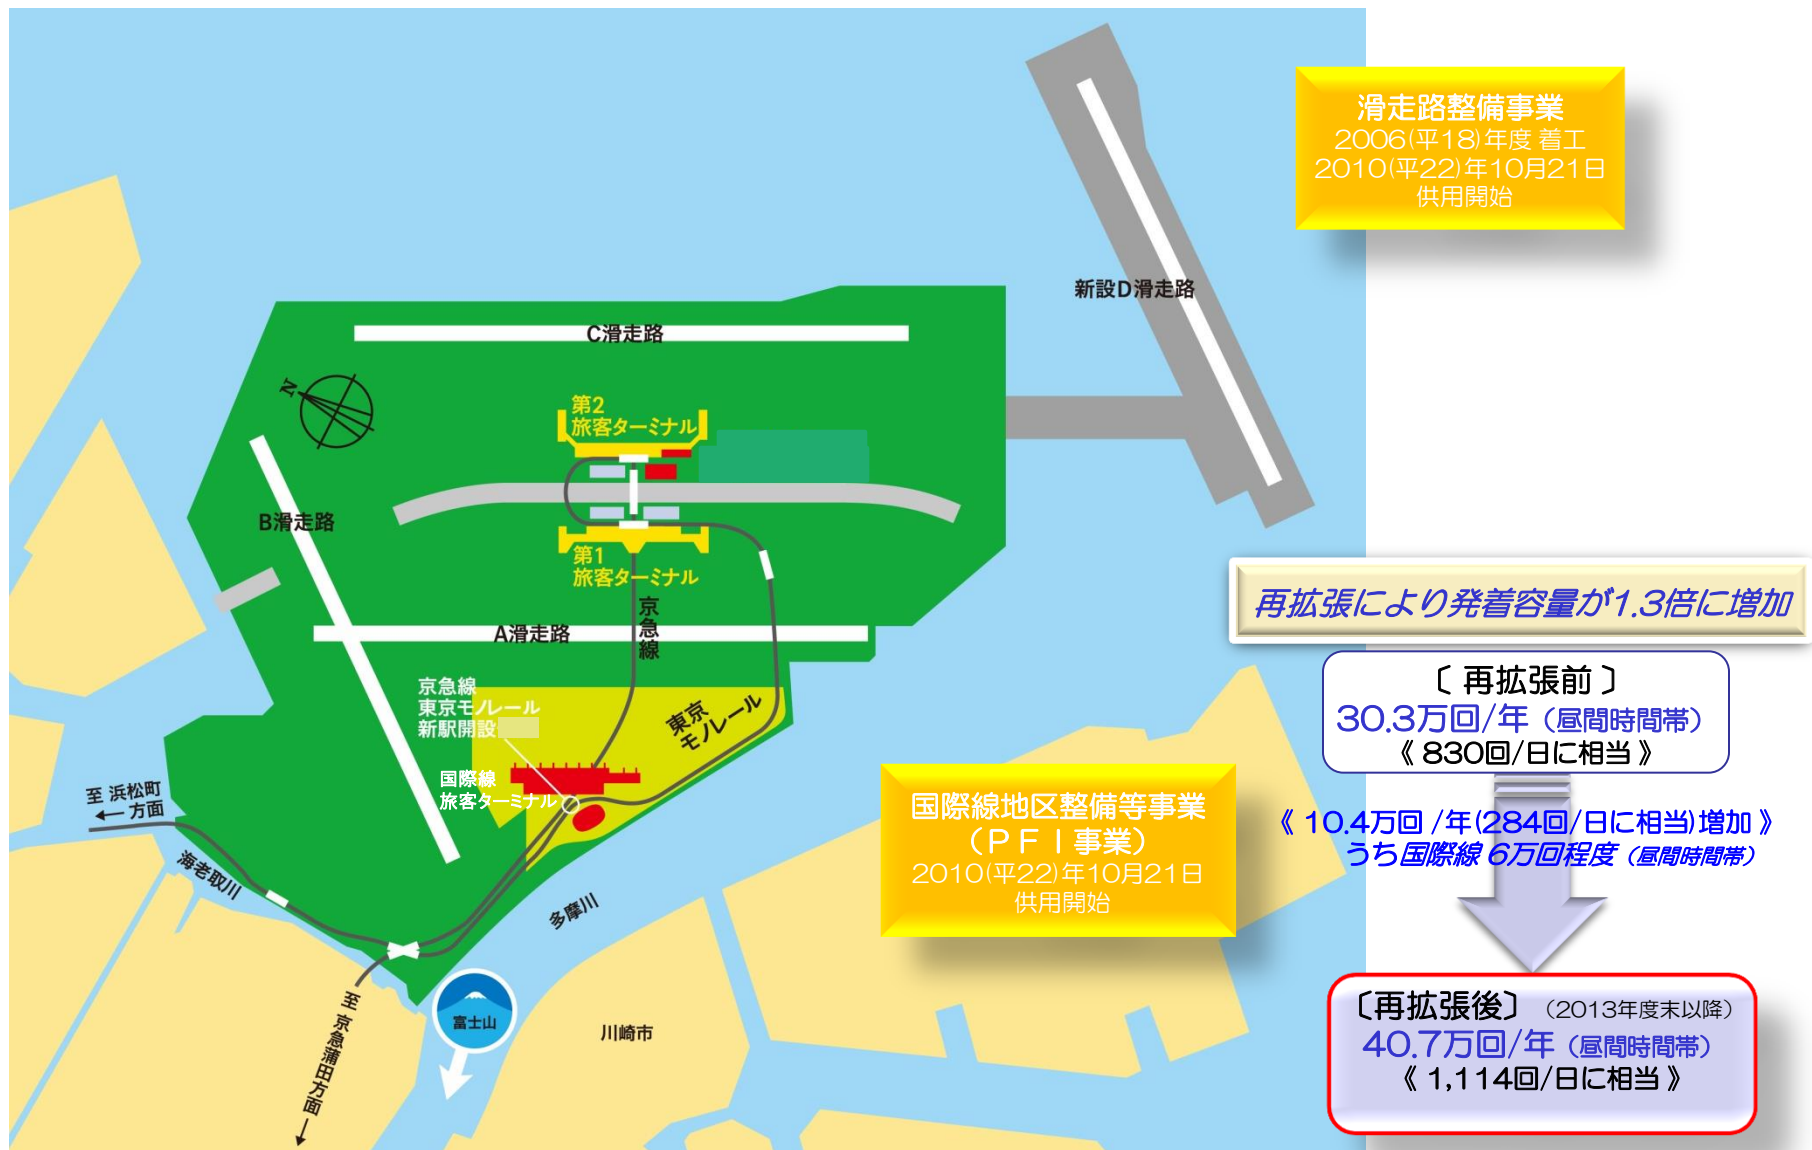 滑走路整備事業
2006(平18)年度 着工
2010(平22)年10月21日
供用開始
新設D滑走路
C滑走路
N
第2
旅客ターミナル
B滑走路
第1
旅客ターミナル
京急線
A滑走路
京急線
東京モノレール
新駅開設
東京
モノレール
国際線
旅客ターミナル
至 浜松町
← 方面
海老取川
多摩川
富士山
川崎市
至 京急蒲田方面
→
国際線地区整備等事業
(PFI事業)
2010(平22)年10月21日
供用開始
再拡張により発着容量が1.3倍に増加
〔 再拡張前 〕
30.3万回/年(昼間時間帯)
《 830回/日に相当 》
《 10.4万回 /年(284回/日に相当)増加 》
うち国際線 6万回程度(昼間時間帯)
〔再拡張後〕(2013年度末以降)
40.7万回/年(昼間時間帯)
《 1,114回/日に相当 》